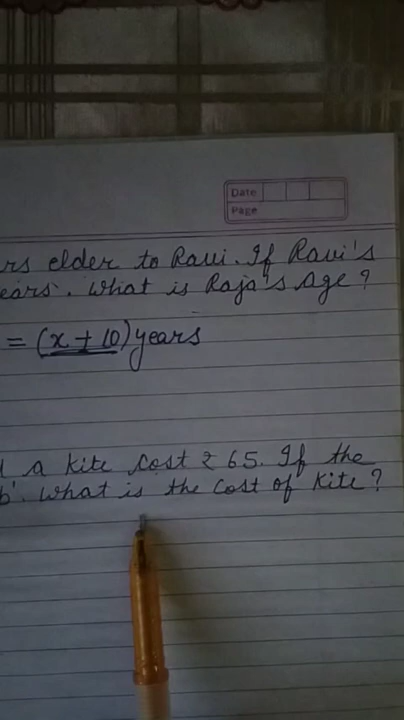 Date
Page
rs elder to Ravi. If Ravi's
ears. What is Raja's age?
= (x + 10) years
a kite cost ₹ 65. If the
b'. What is the cost of kite?